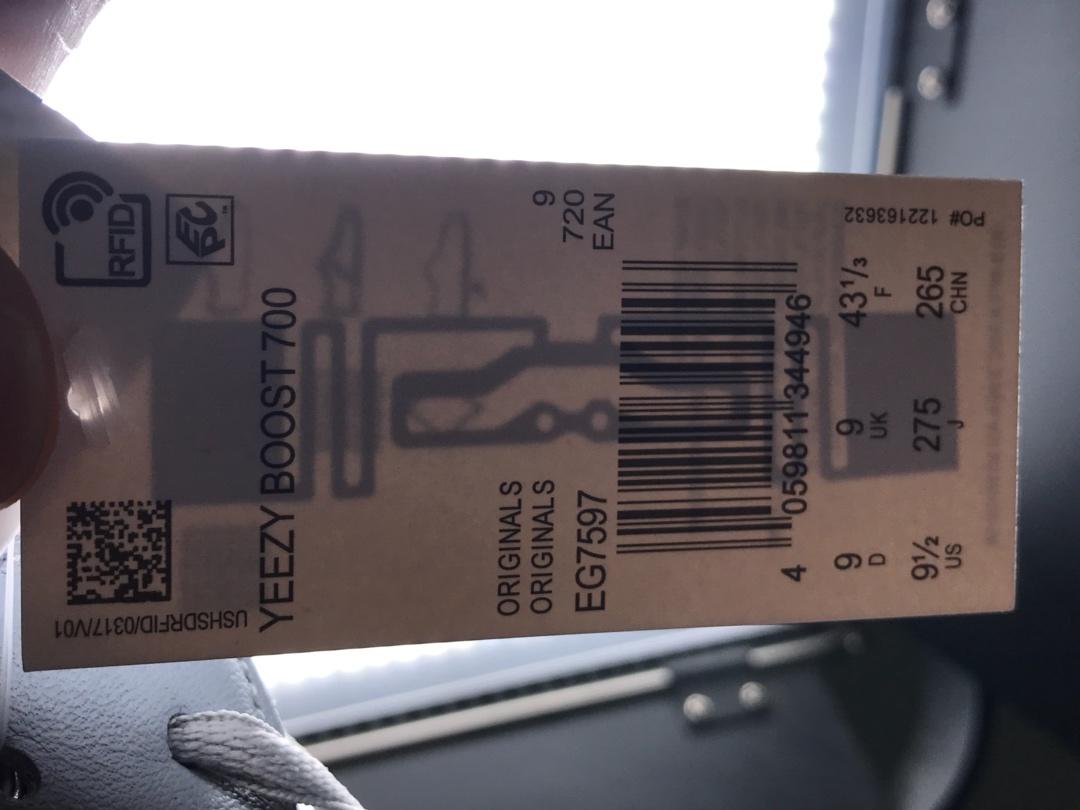 RFID
EPC
TM
USHSDRFID/0317/V01
YEEZY BOOST 700
ORIGINALS
ORIGINALS
EG7597
9
720
EAN
4 059811 344946
9 9 43¹/₃
D UK F
9½ 275 265
US J CHN
PO# 122163632